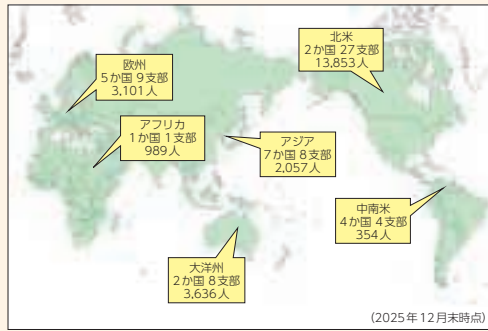 欧州
5か国 9支部
3,101人
北米
2か国 27支部
13,853人
アフリカ
1か国 1支部
989人
アジア
7か国 8支部
2,057人
中南米
4か国 4支部
354人
大洋州
2か国 8支部
3,636人
(2025年12月末時点)